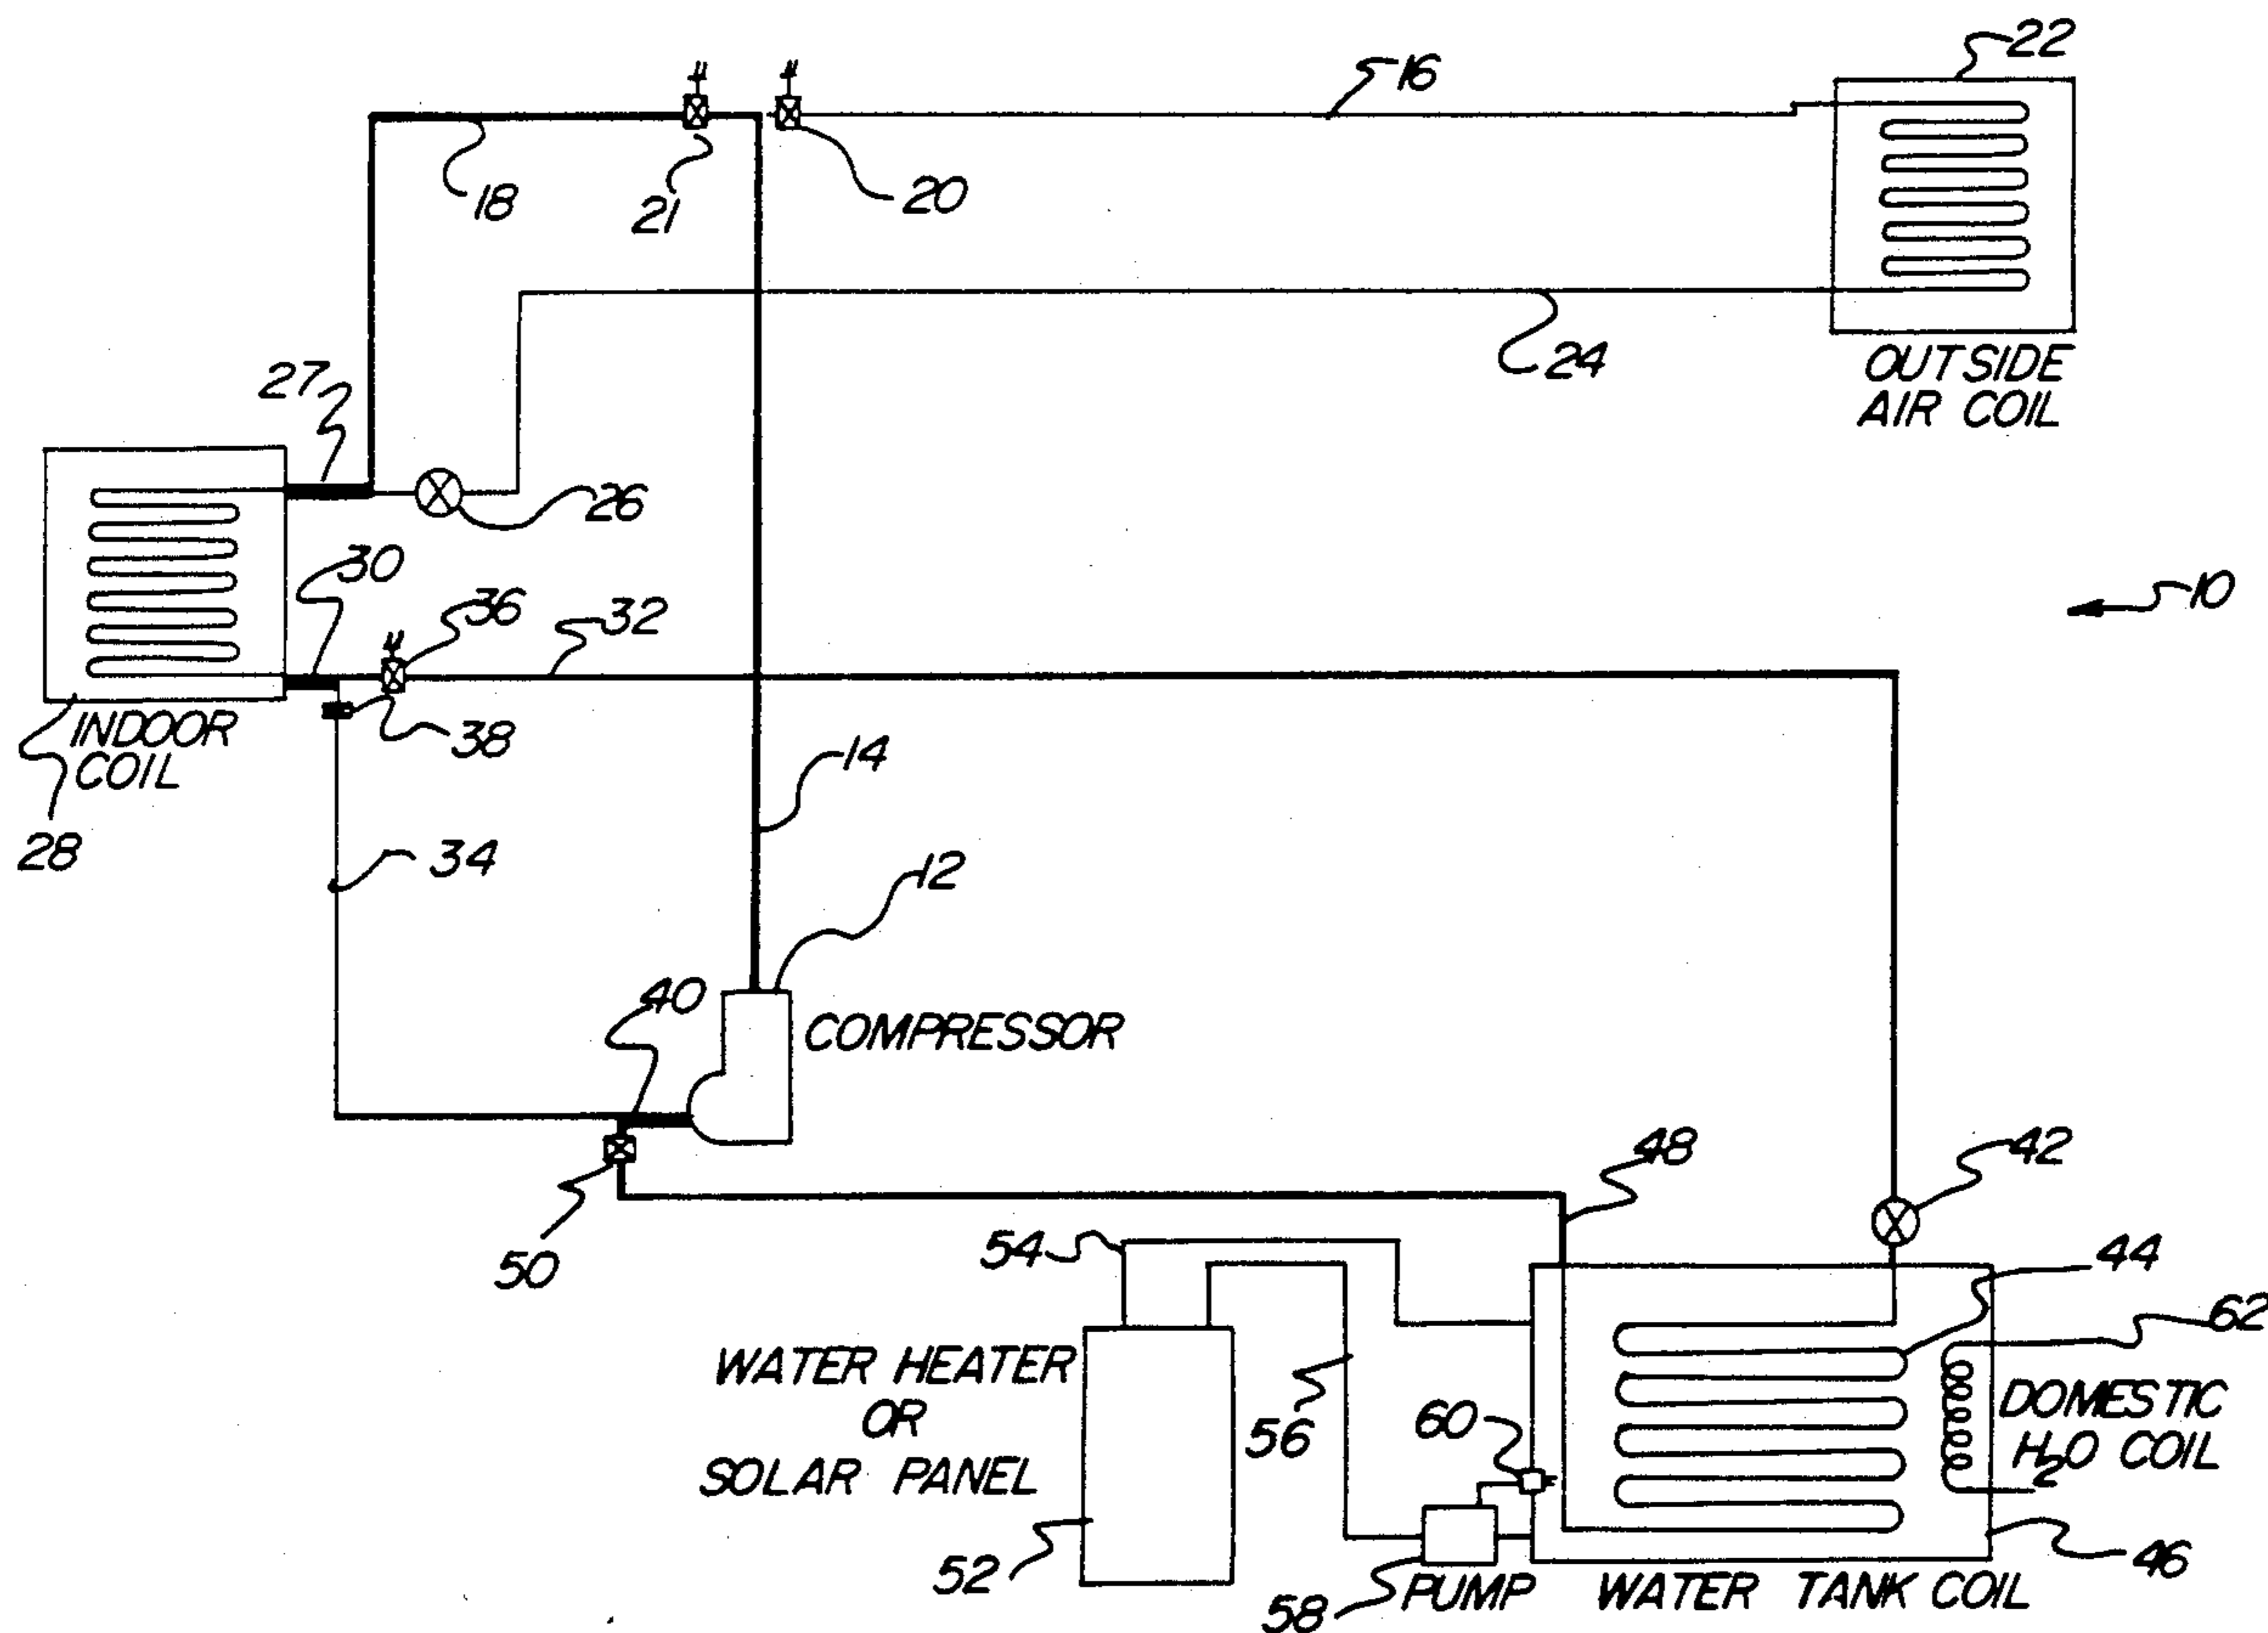 22
16
18
21
20
24
OUTSIDE
AIR COIL
27
26
30
36
32
10
INDOOR
COIL
38
14
28
34
12
40
COMPRESSOR
48
42
50
54
44
62
WATER HEATER
OR
SOLAR PANEL
56
60
DOMESTIC
H2O COIL
52
58
PUMP
WATER TANK COIL
46